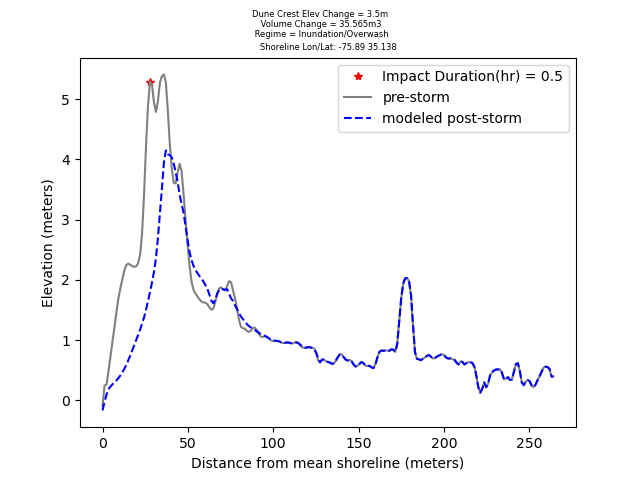 Dune Crest Elev Change = 3.5m
Volume Change = 35.565m3
Regime = Inundation/Overwash
Shoreline Lon/Lat: -75.89 35.138
Impact Duration(hr) = 0.5
pre-storm
modeled post-storm
Elevation (meters)
5
4
3
2
1
0
0 50 100 150 200 250
Distance from mean shoreline (meters)